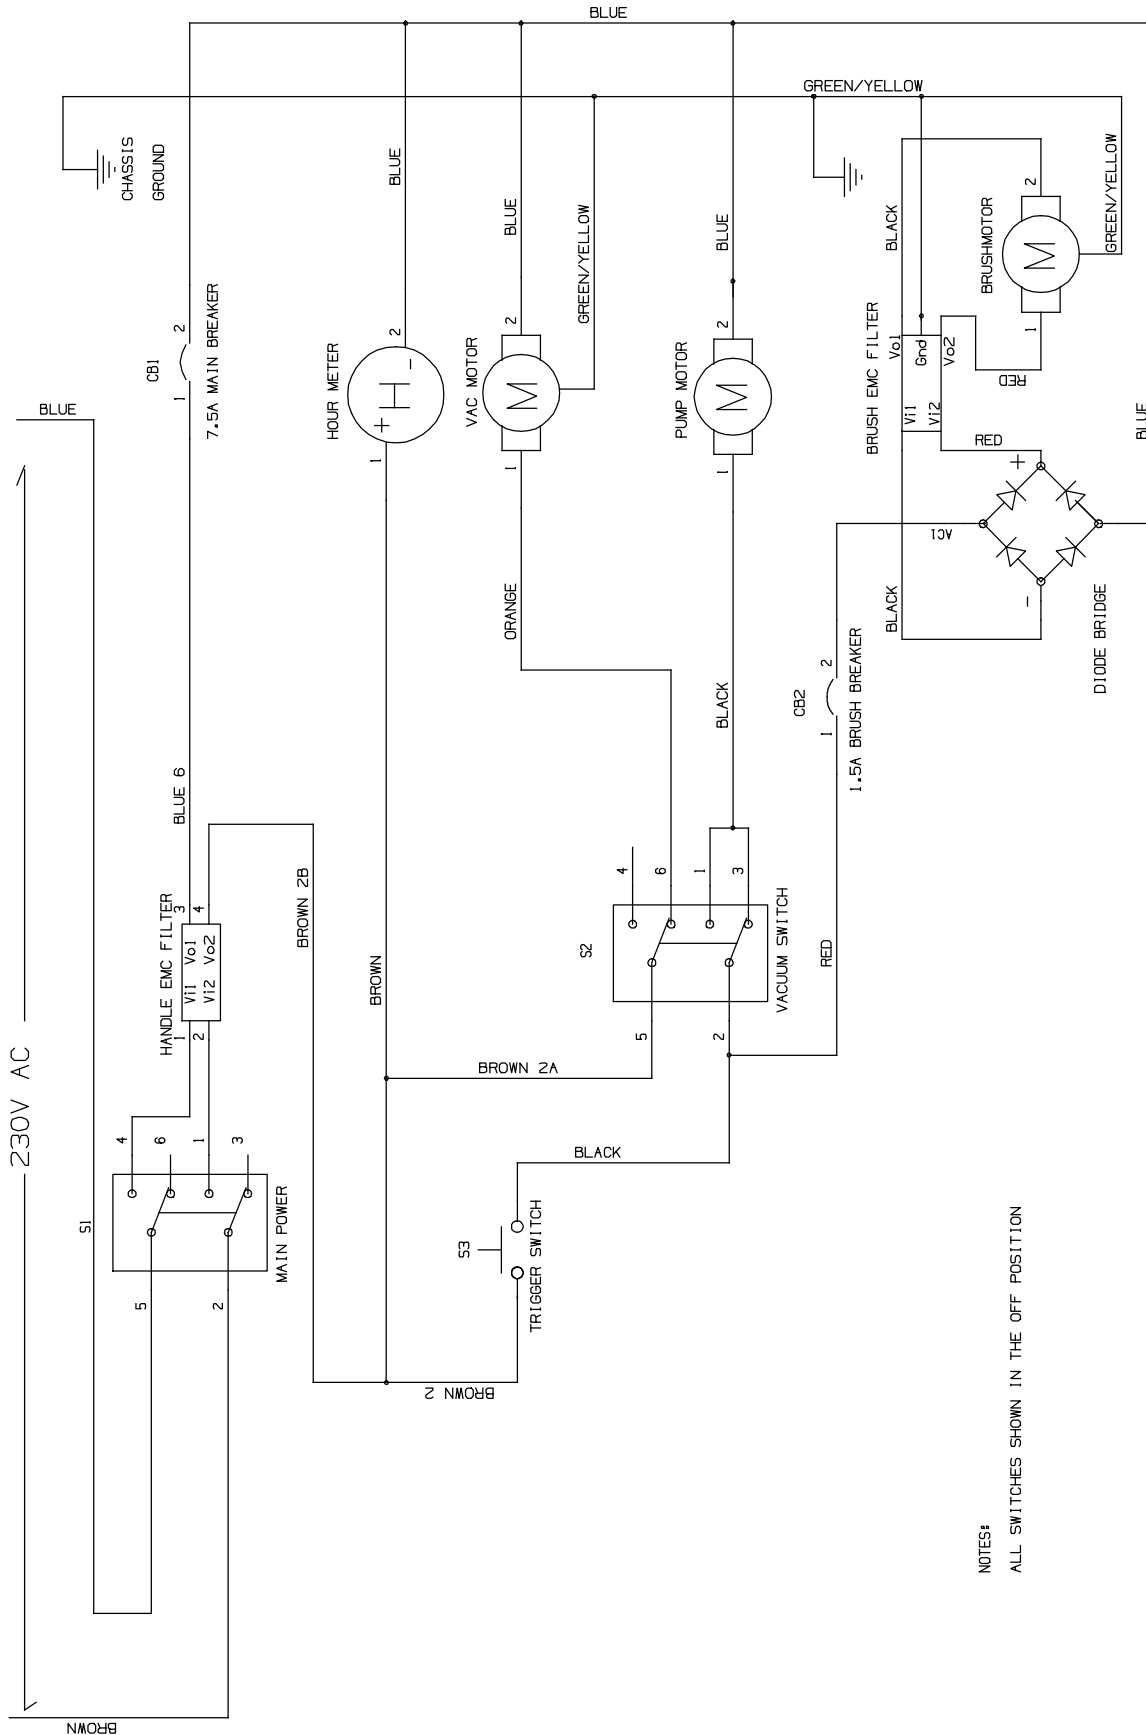 BROWN
230V AC
BLUE
S1
5
2
4
6
1
3
MAIN POWER
HANDLE EMC FILTER
1
2
Vi1 Vo1
Vi2 Vo2
3
4
BLUE 6
CB1
1
2
7.5A MAIN BREAKER
CHASSIS
GROUND
BLUE
BROWN 2B
BROWN 2
BROWN
HOUR METER
1
+
H
-
2
BLUE
S3
TRIGGER SWITCH
BLACK
BROWN 2A
S2
5
2
4
6
1
3
VACUUM SWITCH
ORANGE
VAC MOTOR
1
M
2
BLUE
GREEN/YELLOW
BLACK
PUMP MOTOR
1
M
2
BLUE
RED
CB2
1
2
1.5A BRUSH BREAKER
GREEN/YELLOW
BRUSH EMC FILTER
Vi1
Vi2
Vo1
Gnd
Vo2
BLACK
BLACK
RED
RED
AC1
+
-
DIODE BRIDGE
BRUSHMOTOR
1
M
2
GREEN/YELLOW
BLUE
NOTES:
ALL SWITCHES SHOWN IN THE OFF POSITION